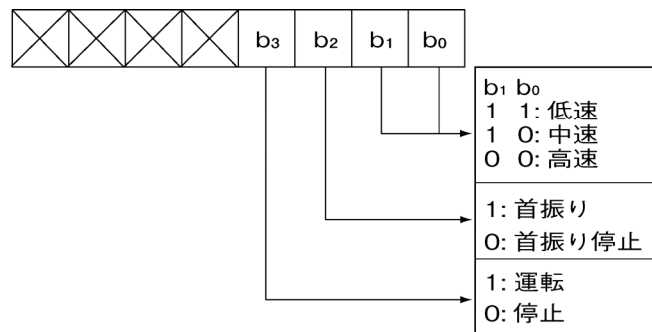 b3 b2 b1 b0
b1 b0
1 1: 低速
1 0: 中速
0 0: 高速
1: 首振り
0: 首振り停止
1: 運転
0: 停止